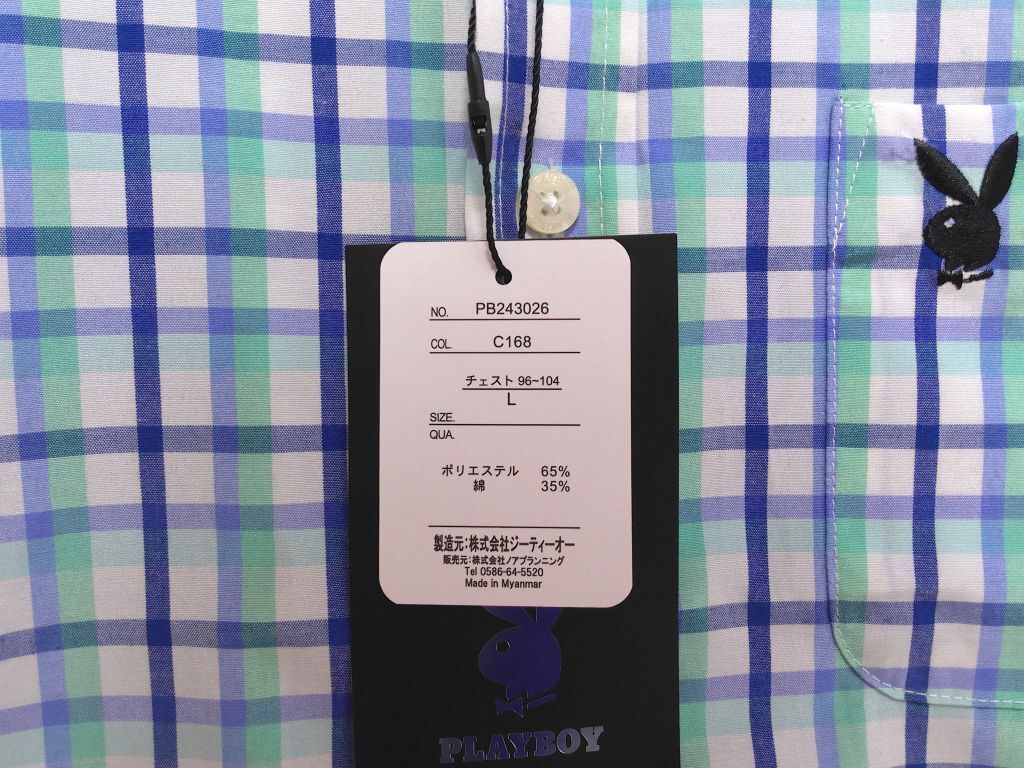 NO. PB243026
COL. C168
チェスト 96~104
L
SIZE.
QUA.
ポリエステル 65%
綿 35%
製造元:株式会社ジーティーオー
販売元:株式会社ノアプランニング
Tel 0586-64-5520
Made in Myanmar
PLAYBOY